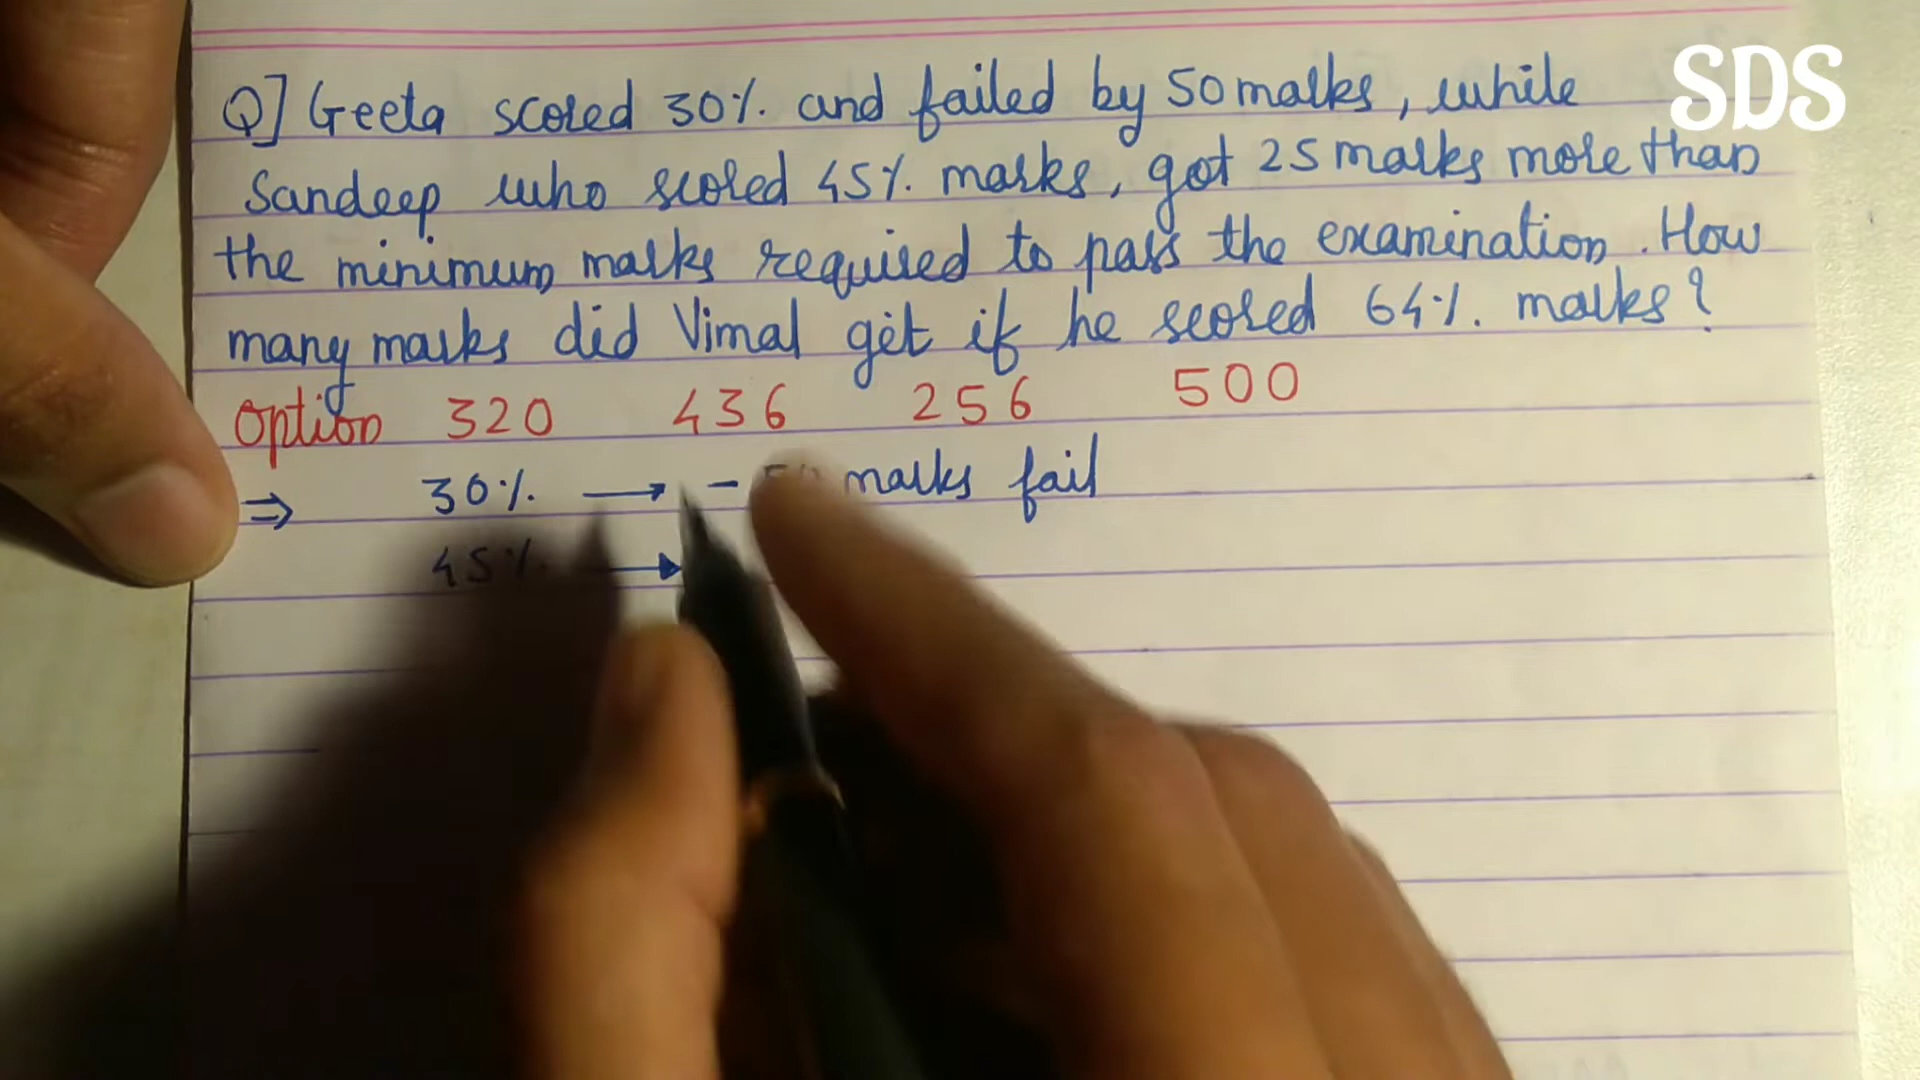 SDS
Q] Geeta scored 30%. and failed by 50 marks, while
Sandeep who scored 45%. marks, got 25 marks more than
the minimum marks required to pass the examination. How
many marks did Vimal get if he scored 64%. marks?
Option 320 436 256 500
⇒ 30%. → - marks fail
45%. →